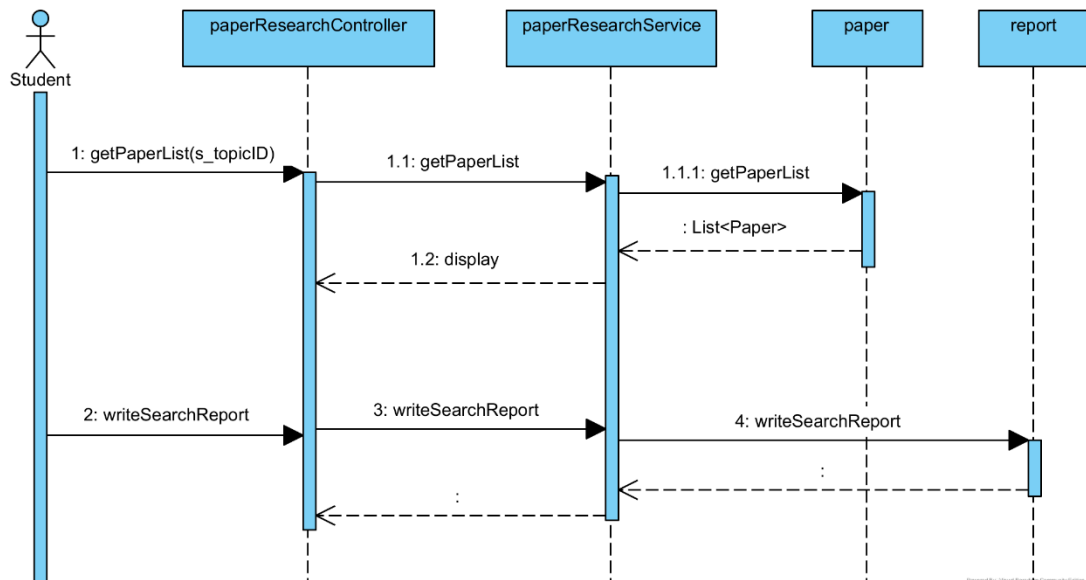 paperResearchController
paperResearchService
paper
report
Student
1: getPaperList(s_topicID)
1.1: getPaperList
1.1.1: getPaperList
: List<Paper>
1.2: display
2: writeSearchReport
3: writeSearchReport
4: writeSearchReport
:
: